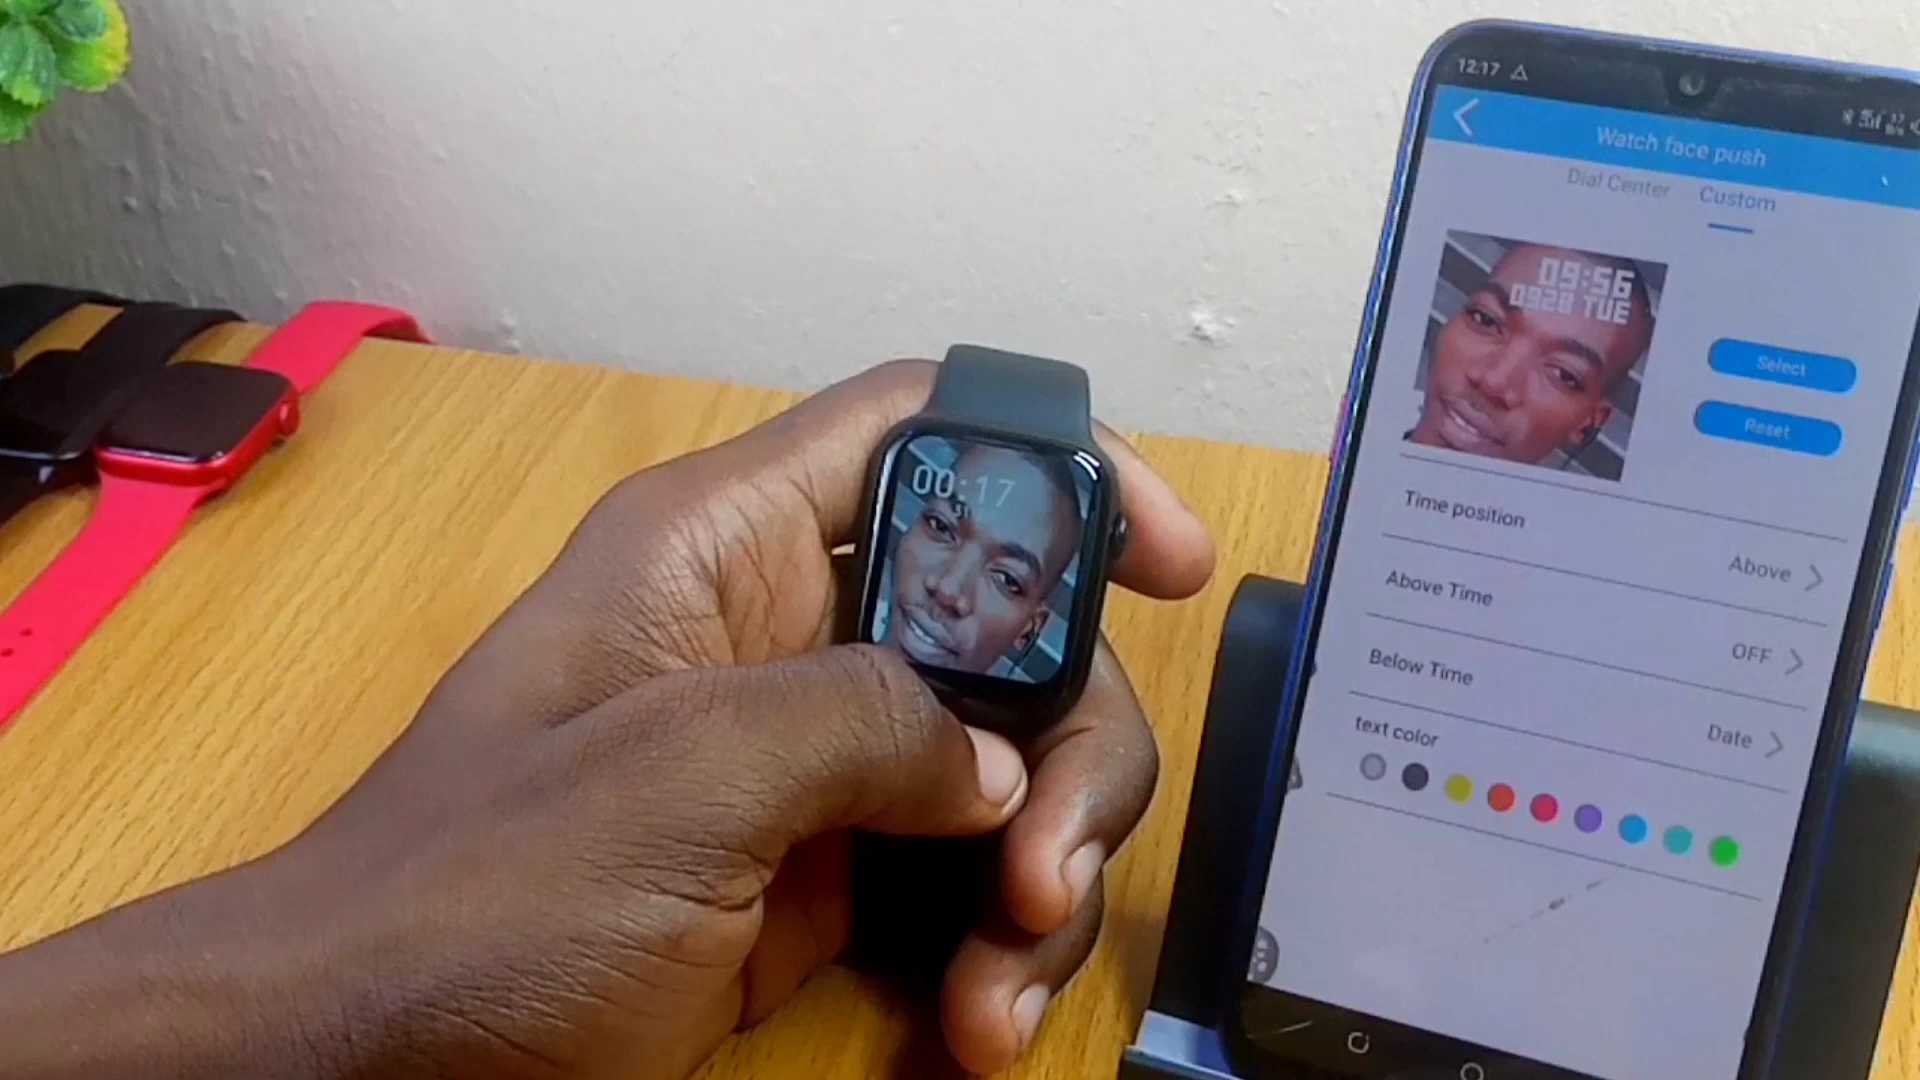 12:17
Watch face push
Dial Center Custom
09:56
0928 TUE
Select
Reset
Time position
Above
Above Time
OFF
Below Time
Date
text color
00:17